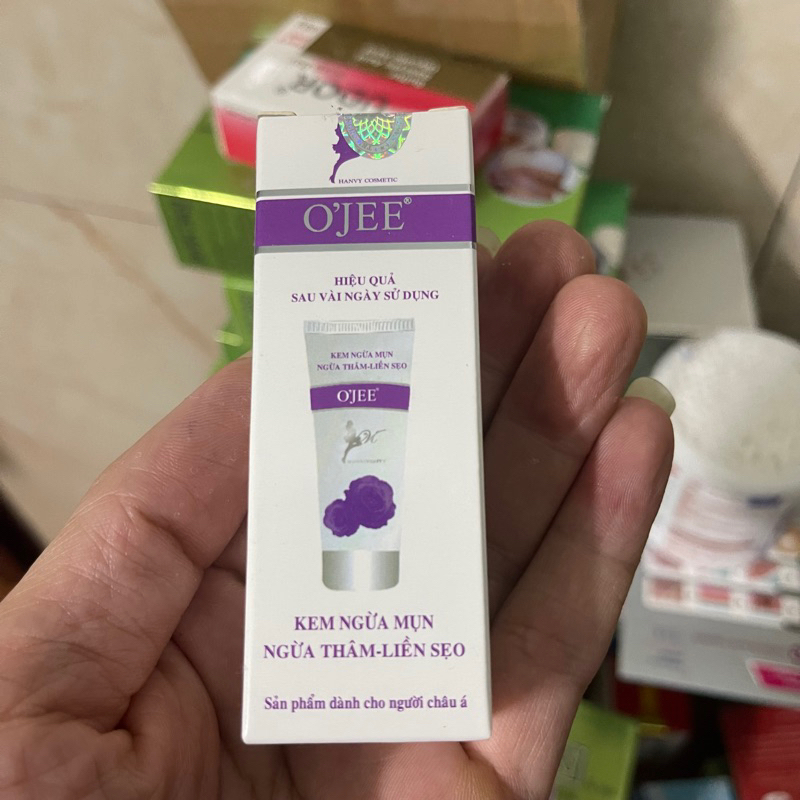 HANVY COSMETIC
O'JEE®
HIỆU QUẢ
SAU VÀI NGÀY SỬ DỤNG
KEM NGỪA MỤN
NGỪA THÂM-LIỀN SẸO
O'JEE®
KEM NGỪA MỤN
NGỪA THÂM-LIỀN SẸO
Sản phẩm dành cho người châu á